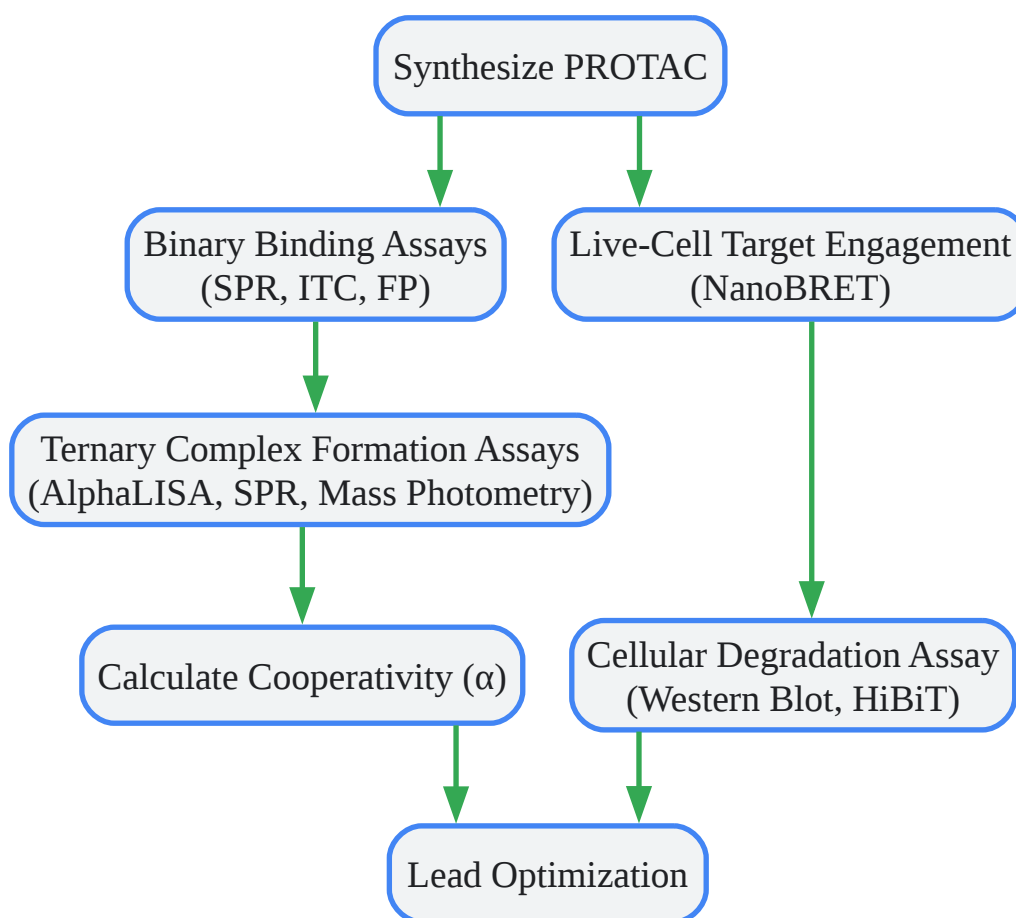 Synthesize PROTAC
Binary Binding Assays
(SPR, ITC, FP)
Live-Cell Target Engagement
(NanoBRET)
Ternary Complex Formation Assays
(AlphaLISA, SPR, Mass Photometry)
Calculate Cooperativity (α)
Cellular Degradation Assay
(Western Blot, HiBiT)
Lead Optimization